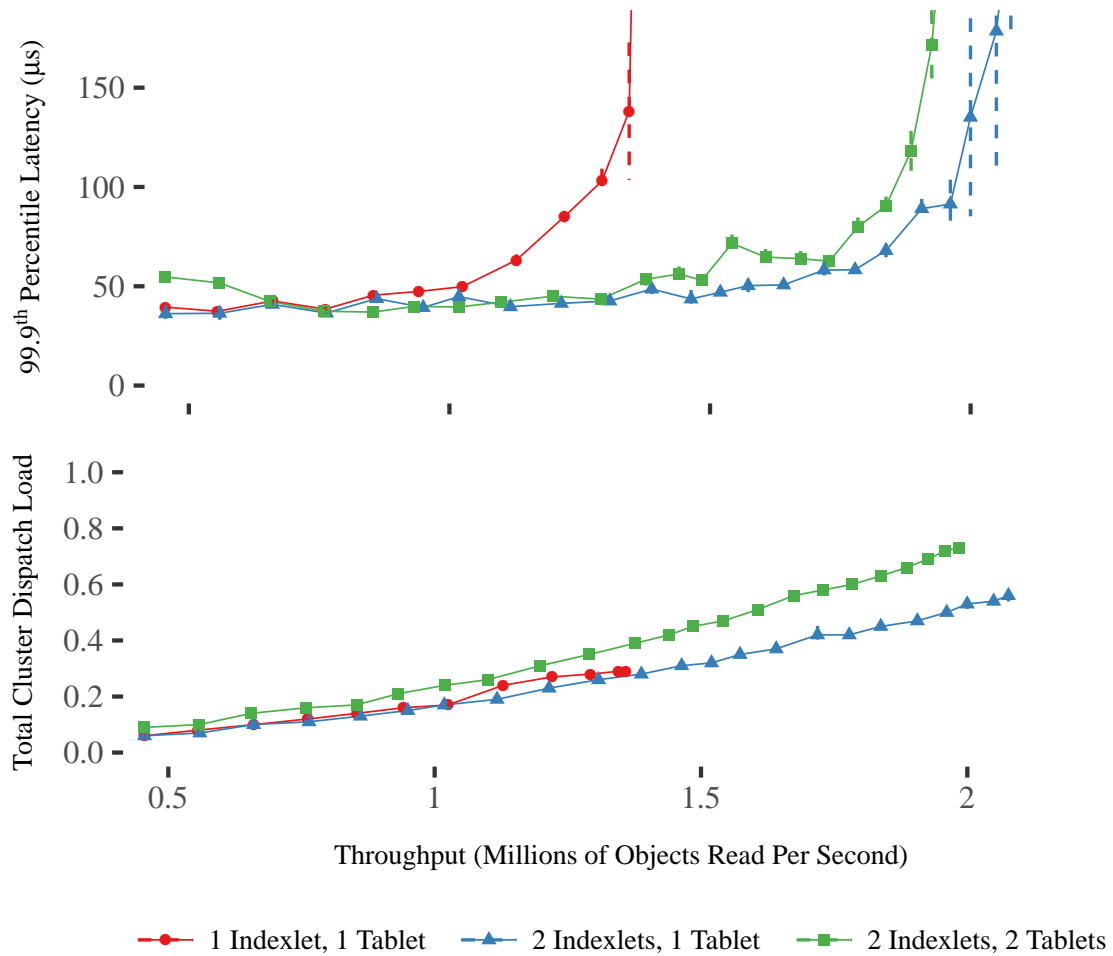 99.9th Percentile Latency (μs)
150
100
50
0
Total Cluster Dispatch Load
1.0
0.8
0.6
0.4
0.2
0.0
0.5 1 1.5 2
Throughput (Millions of Objects Read Per Second)
1 Indexlet, 1 Tablet 2 Indexlets, 1 Tablet 2 Indexlets, 2 Tablets